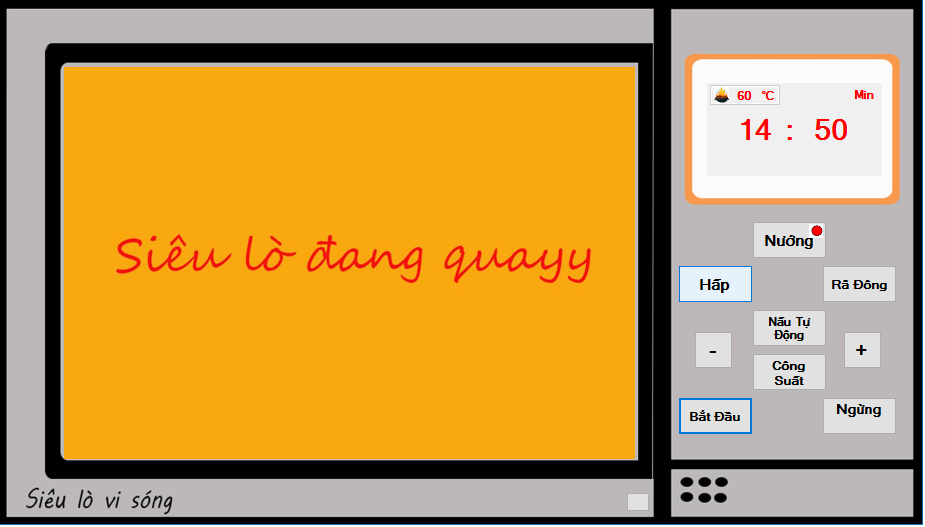 Siêu lò đang quayy
Siêu lò vi sóng
60 °C
Min
14 : 50
Nướng
Hấp
Rã Đông
Nấu Tự
Động
-
+
Công
Suất
Bắt Đầu
Ngừng